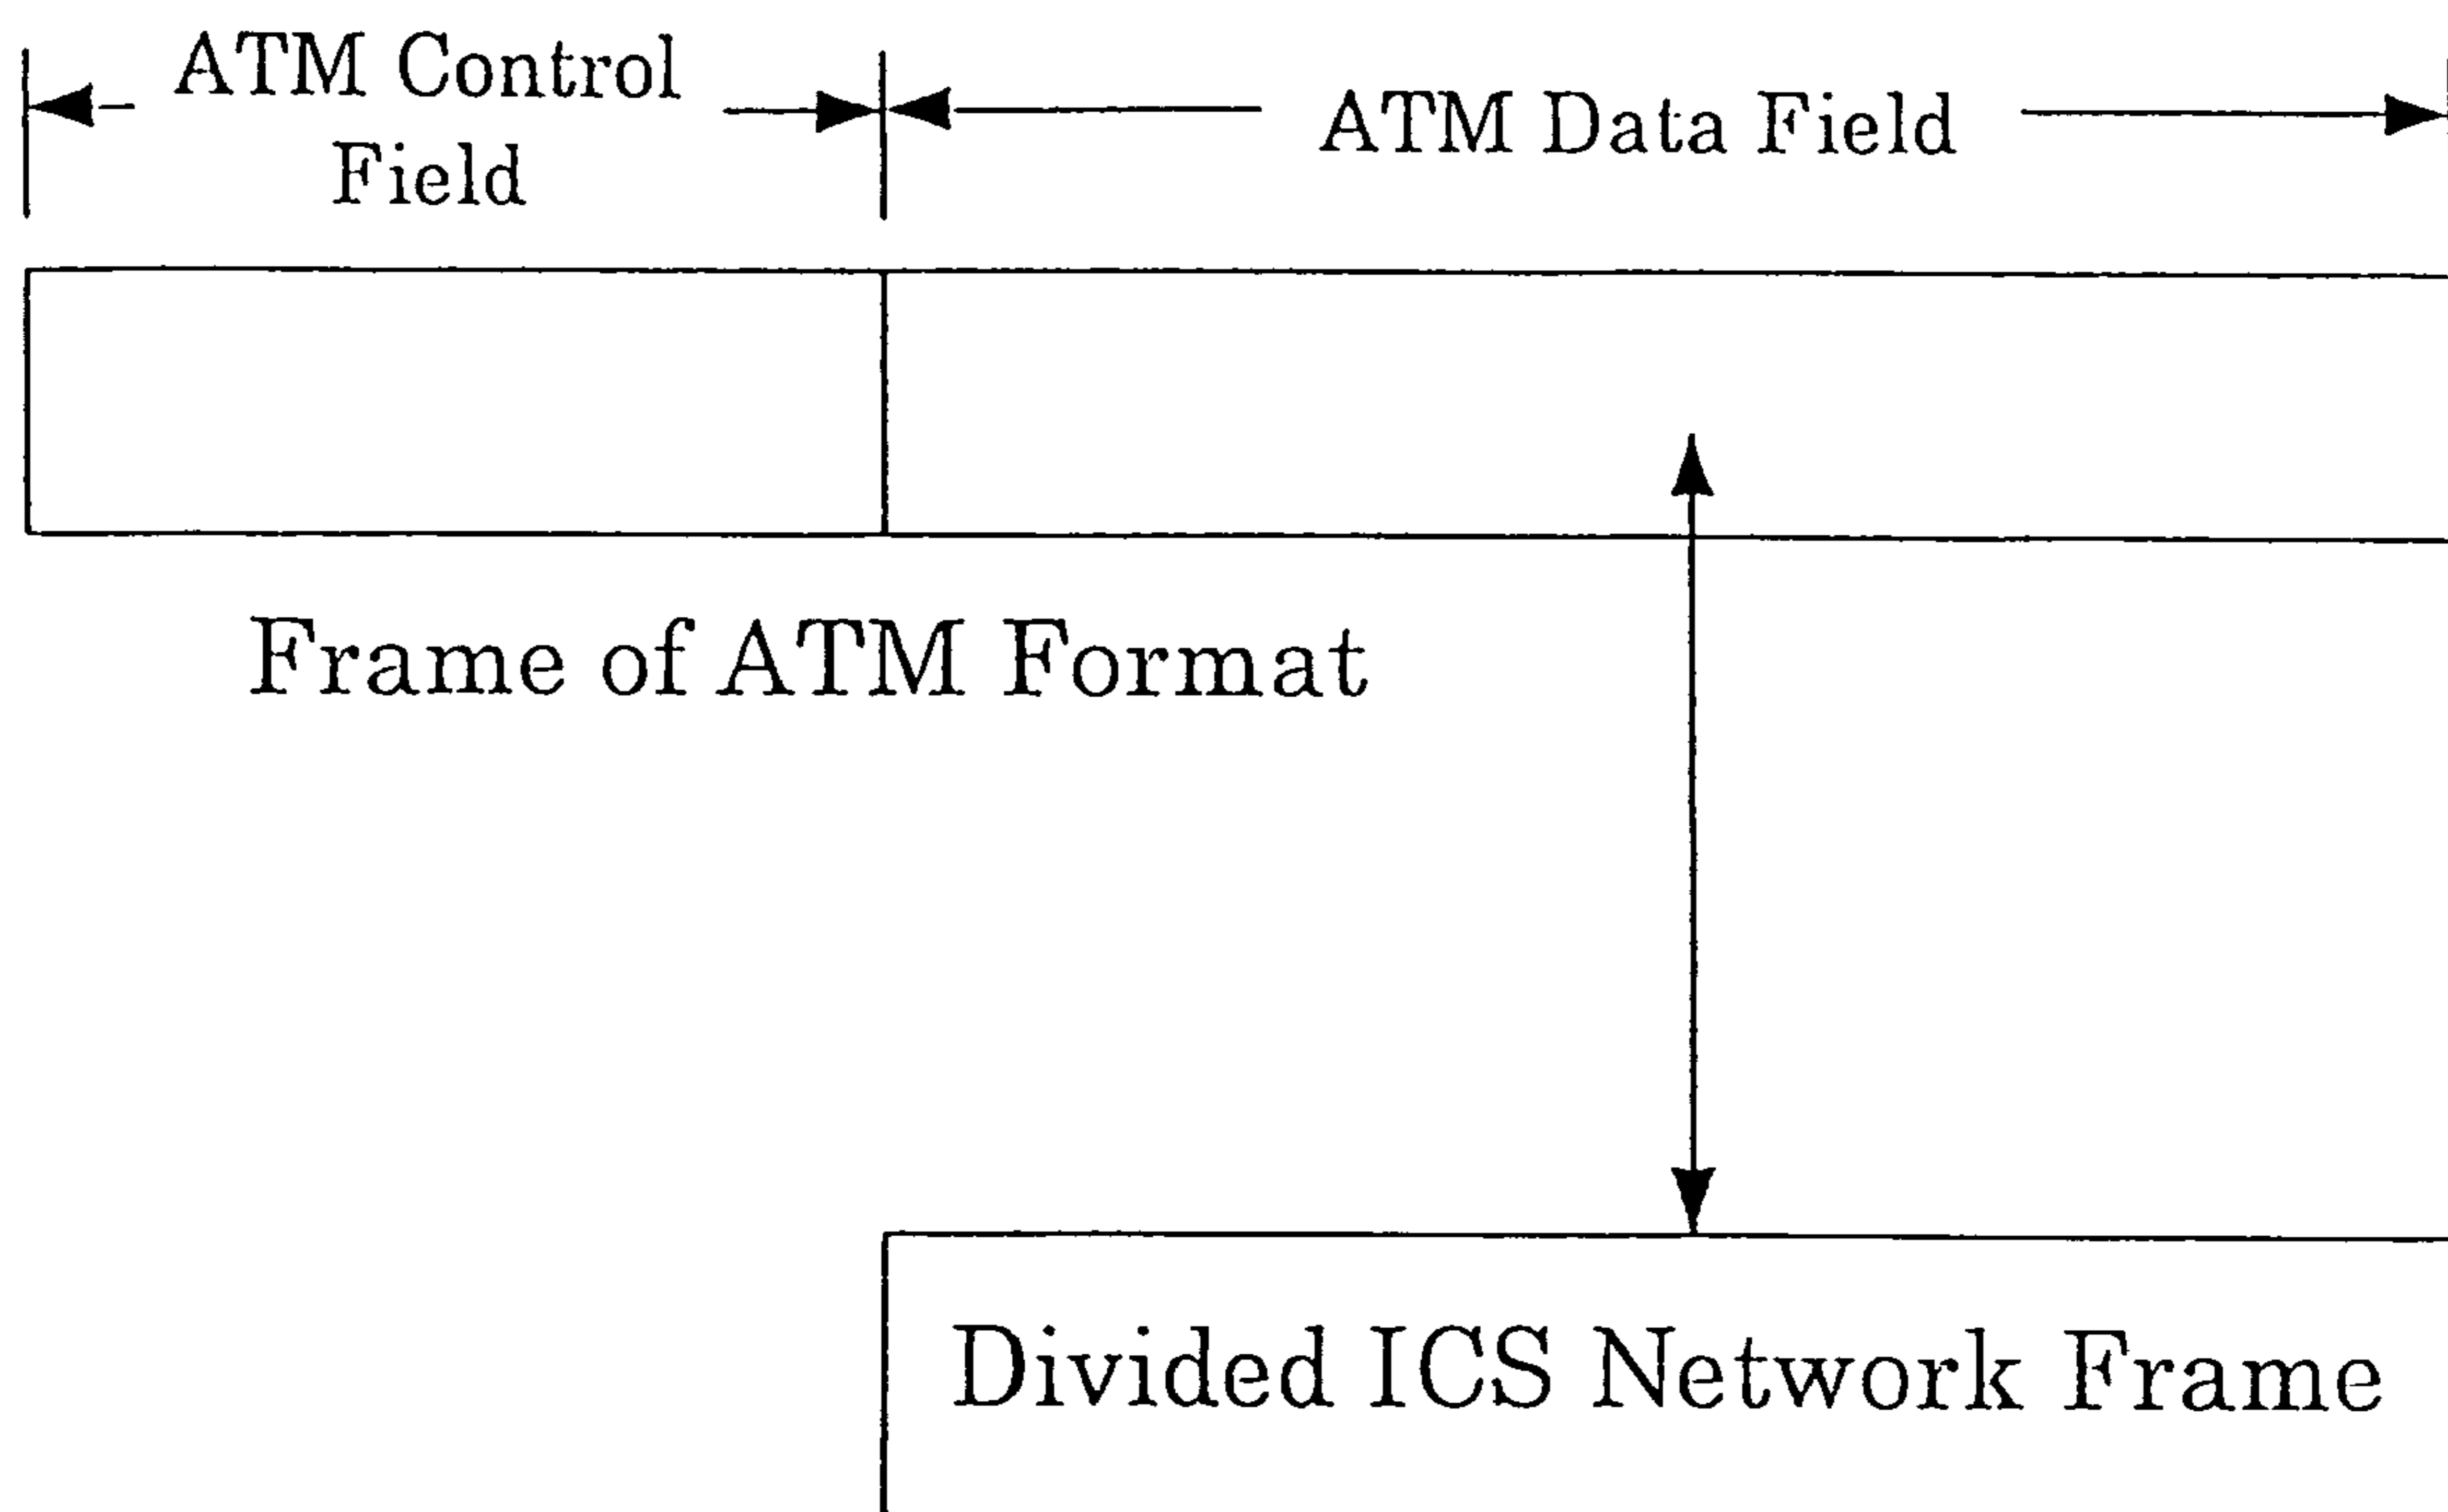 ATM Control
Field
ATM Data Field
Frame of ATM Format
Divided ICS Network Frame